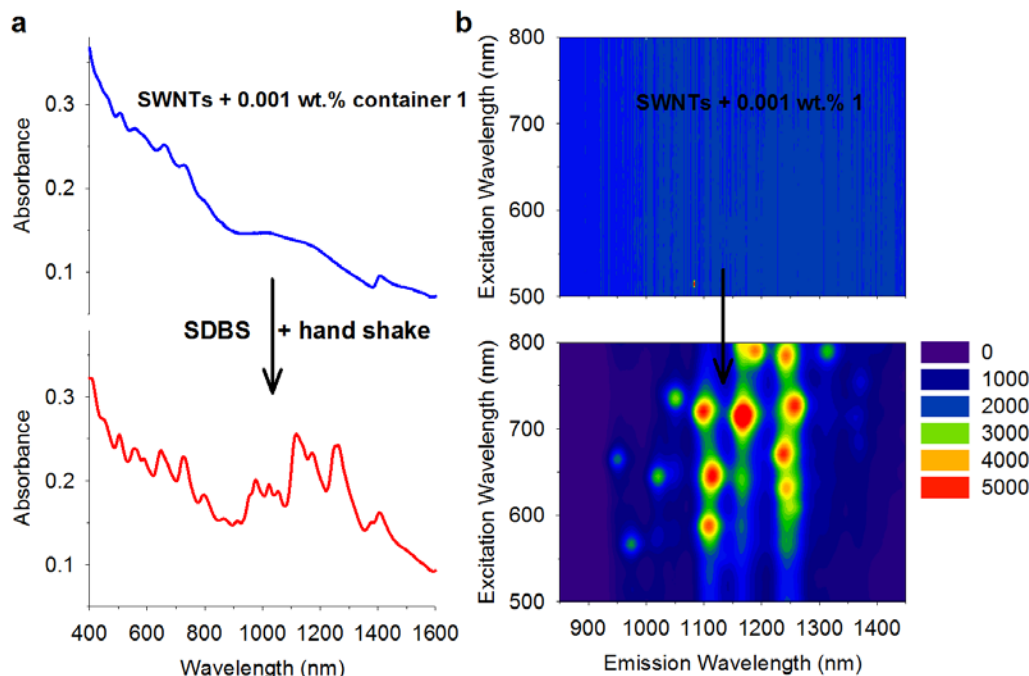 a
Absorbance
0.3
0.2
0.1
SWNTs + 0.001 wt.% container 1
SDBS + hand shake
Absorbance
0.3
0.2
0.1
400 600 800 1000 1200 1400 1600
Wavelength (nm)
b
Excitation Wavelength (nm)
800
700
600
500
SWNTs + 0.001 wt.% 1
Excitation Wavelength (nm)
800
700
600
500
900 1000 1100 1200 1300 1400
Emission Wavelength (nm)
0
1000
2000
3000
4000
5000